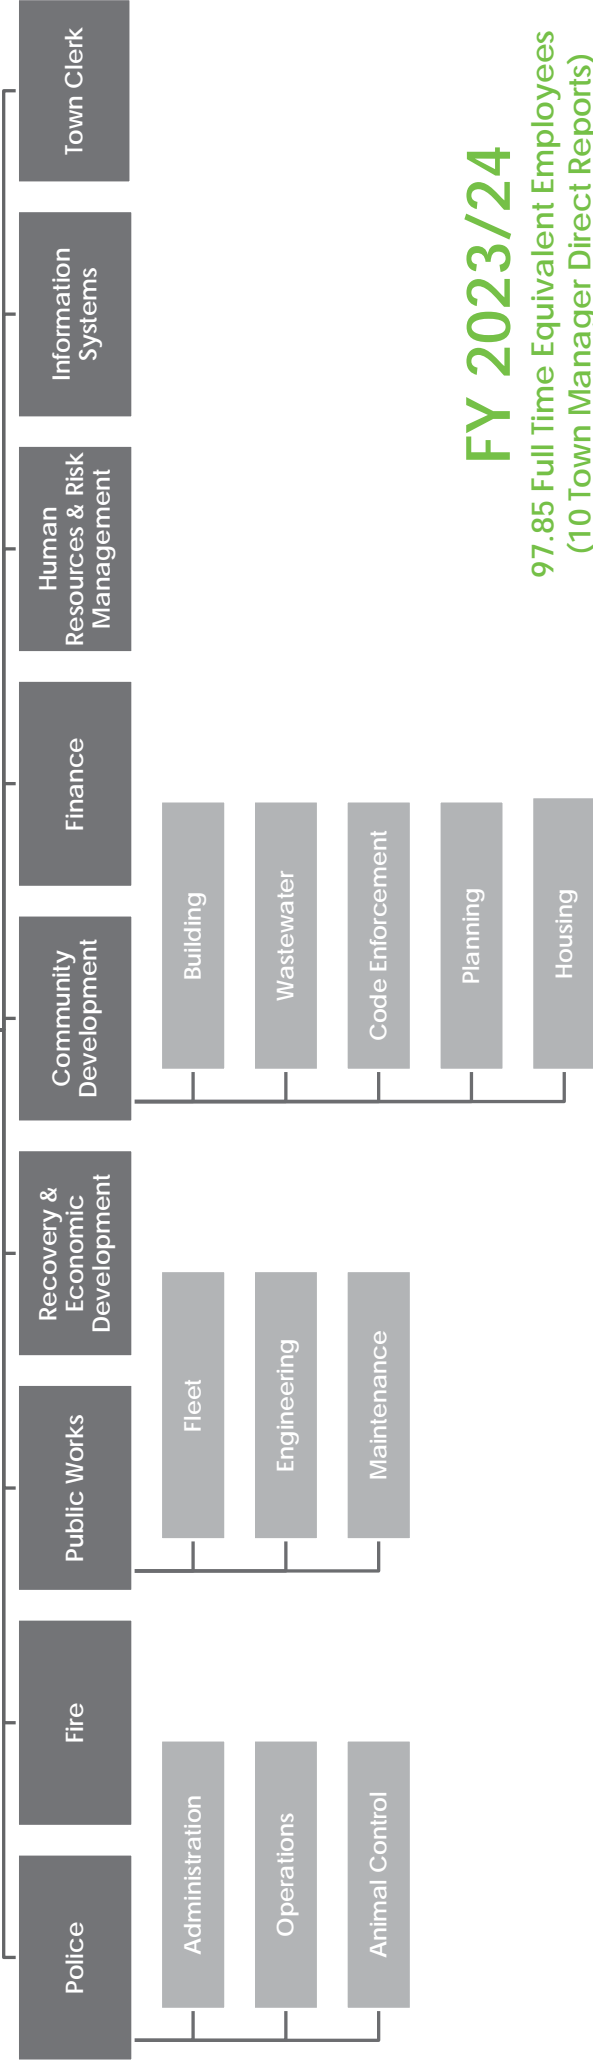 Police
Fire
Public Works
Recovery &
Economic
Development
Community
Development
Finance
Human
Resources & Risk
Management
Information
Systems
Town Clerk
Administration
Operations
Animal Control
Fleet
Engineering
Maintenance
Building
Wastewater
Code Enforcement
Planning
Housing
FY 2023/24
97.85 Full Time Equivalent Employees
(10 Town Manager Direct Reports)